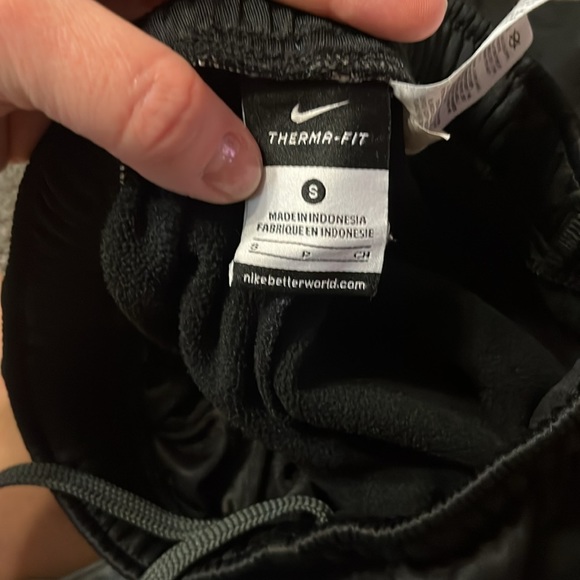 THERMA-FIT
S
MADE IN INDONESIA
FABRIQUE EN INDONESIE
S P CH
nikebetterworld.com